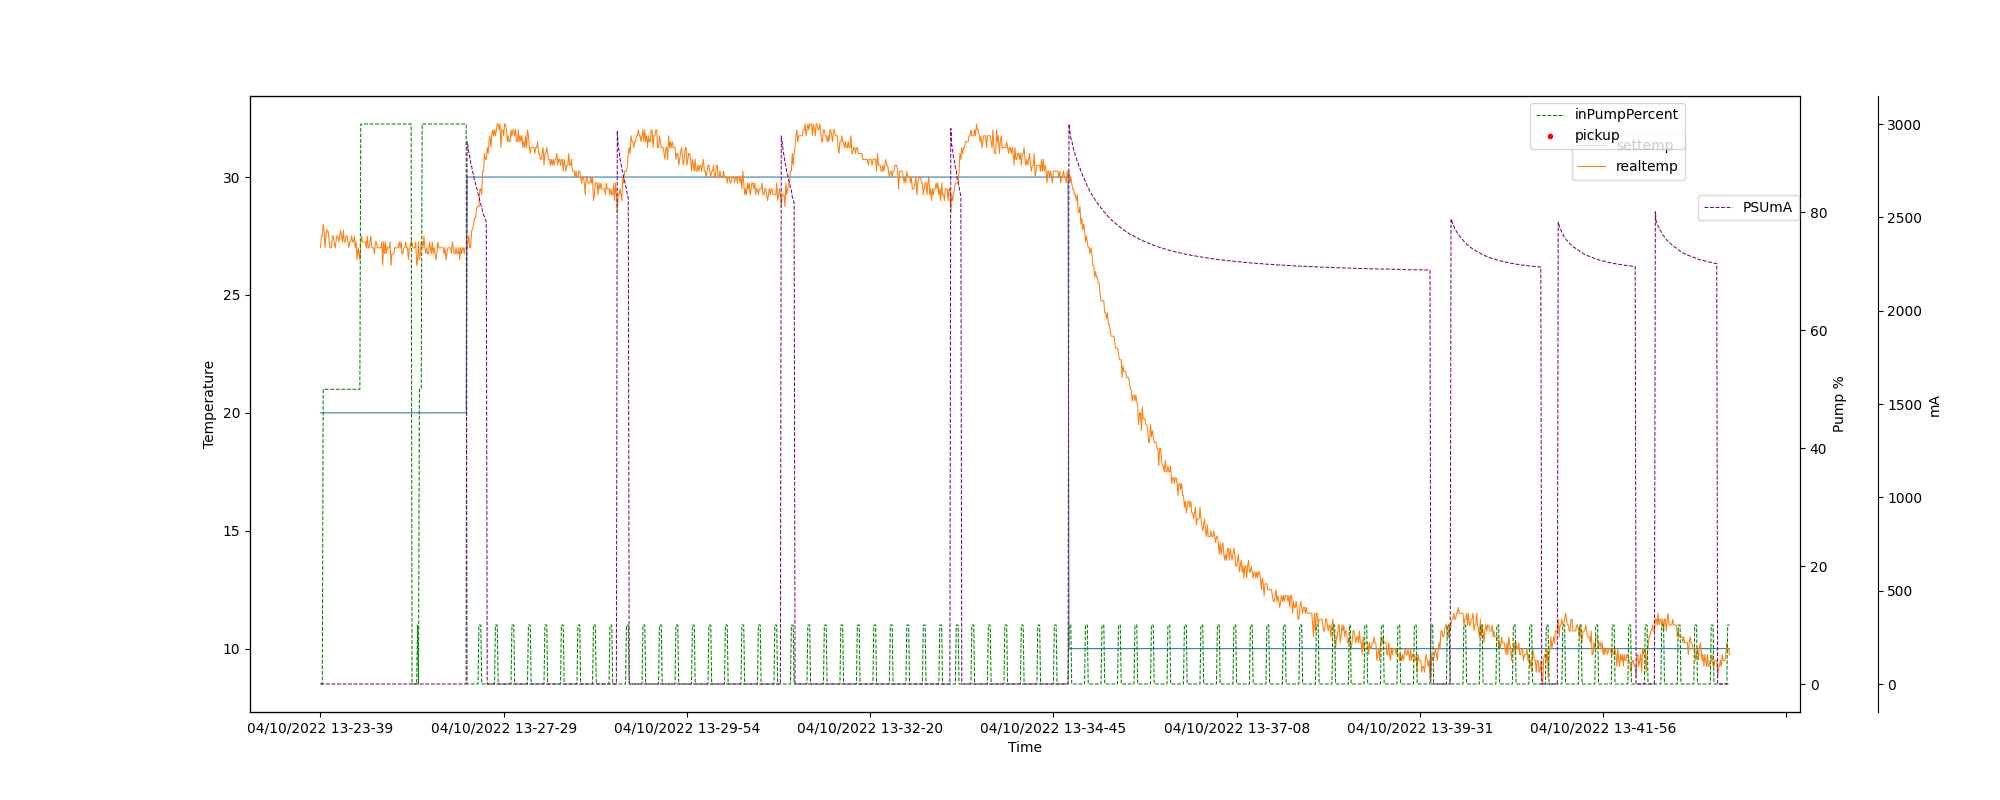 inPumpPercent
pickup
settemp
realtemp
PSUmA
30
25
20
15
10
Temperature
80
60
40
20
0
Pump %
3000
2500
2000
1500
1000
500
0
mA
04/10/2022 13-23-39
04/10/2022 13-27-29
04/10/2022 13-29-54
04/10/2022 13-32-20
04/10/2022 13-34-45
04/10/2022 13-37-08
04/10/2022 13-39-31
04/10/2022 13-41-56
Time